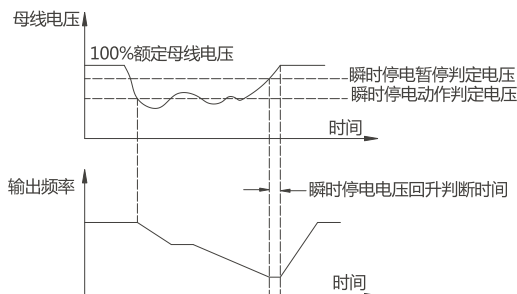 母线电压
100%额定母线电压
瞬时停电暂停判定电压
瞬时停电动作判定电压
时间
输出频率
瞬时停电电压回升判断时间
时间